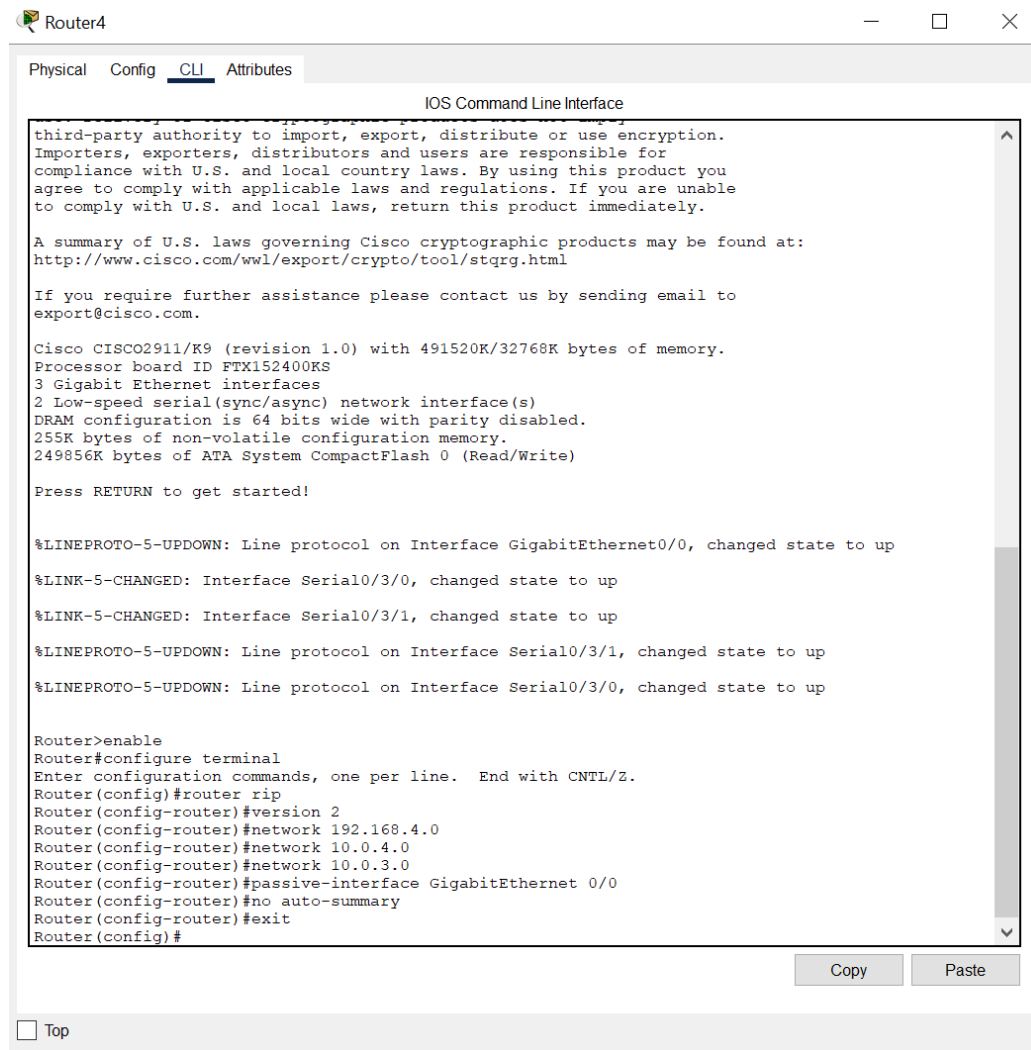 Router4
Physical Config CLI Attributes
IOS Command Line Interface
third-party authority to import, export, distribute or use encryption.
Importers, exporters, distributors and users are responsible for
compliance with U.S. and local country laws. By using this product you
agree to comply with applicable laws and regulations. If you are unable
to comply with U.S. and local laws, return this product immediately.
A summary of U.S. laws governing Cisco cryptographic products may be found at:
http://www.cisco.com/wwl/export/crypto/tool/stqrg.html
If you require further assistance please contact us by sending email to
export@cisco.com.
Cisco CISCO2911/K9 (revision 1.0) with 491520K/32768K bytes of memory.
Processor board ID FTX152400KS
3 Gigabit Ethernet interfaces
2 Low-speed serial(sync/async) network interface(s)
DRAM configuration is 64 bits wide with parity disabled.
255K bytes of non-volatile configuration memory.
249856K bytes of ATA System CompactFlash 0 (Read/Write)
Press RETURN to get started!
%LINEPROTO-5-UPDOWN: Line protocol on Interface GigabitEthernet0/0, changed state to up
%LINK-5-CHANGED: Interface Serial0/3/0, changed state to up
%LINK-5-CHANGED: Interface Serial0/3/1, changed state to up
%LINEPROTO-5-UPDOWN: Line protocol on Interface Serial0/3/1, changed state to up
%LINEPROTO-5-UPDOWN: Line protocol on Interface Serial0/3/0, changed state to up
Router>enable
Router#configure terminal
Enter configuration commands, one per line.  End with CNTL/Z.
Router(config)#router rip
Router(config-router)#version 2
Router(config-router)#network 192.168.4.0
Router(config-router)#network 10.0.4.0
Router(config-router)#network 10.0.3.0
Router(config-router)#passive-interface GigabitEthernet 0/0
Router(config-router)#no auto-summary
Router(config-router)#exit
Router(config)#
Copy Paste
Top